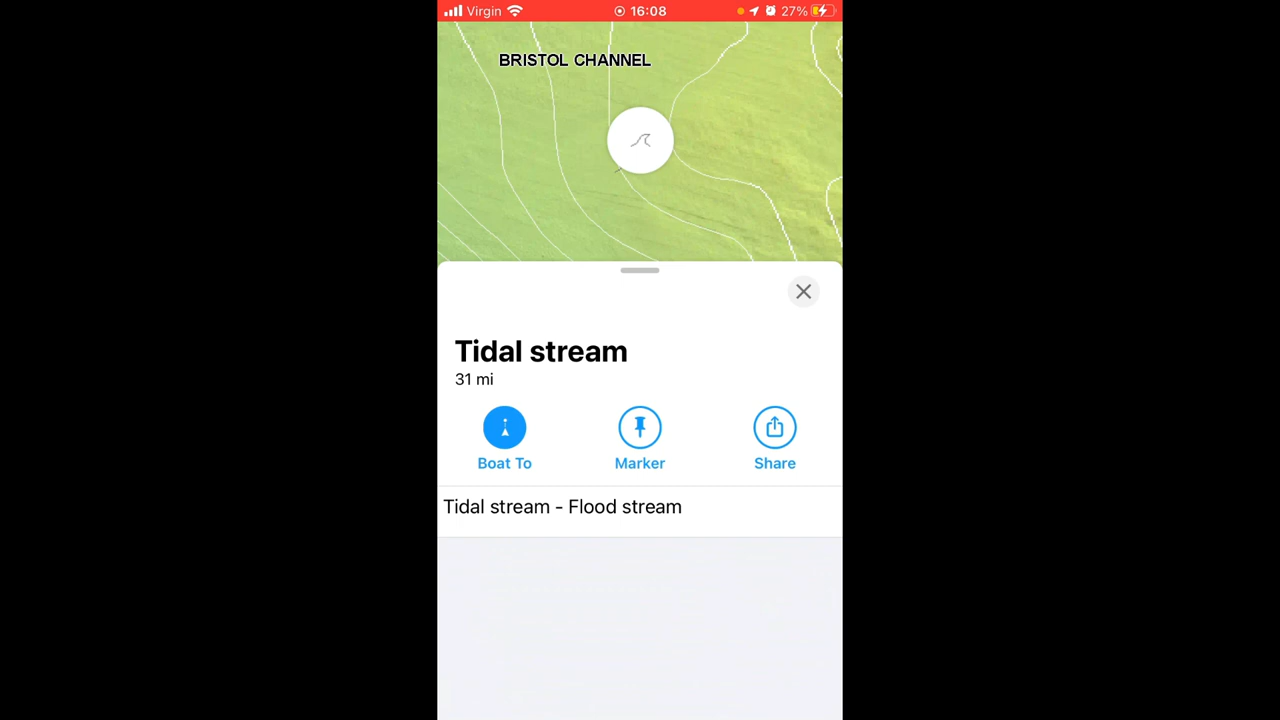 Virgin 16:08 27%
BRISTOL CHANNEL
Tidal stream
31 mi
Boat To Marker Share
Tidal stream - Flood stream